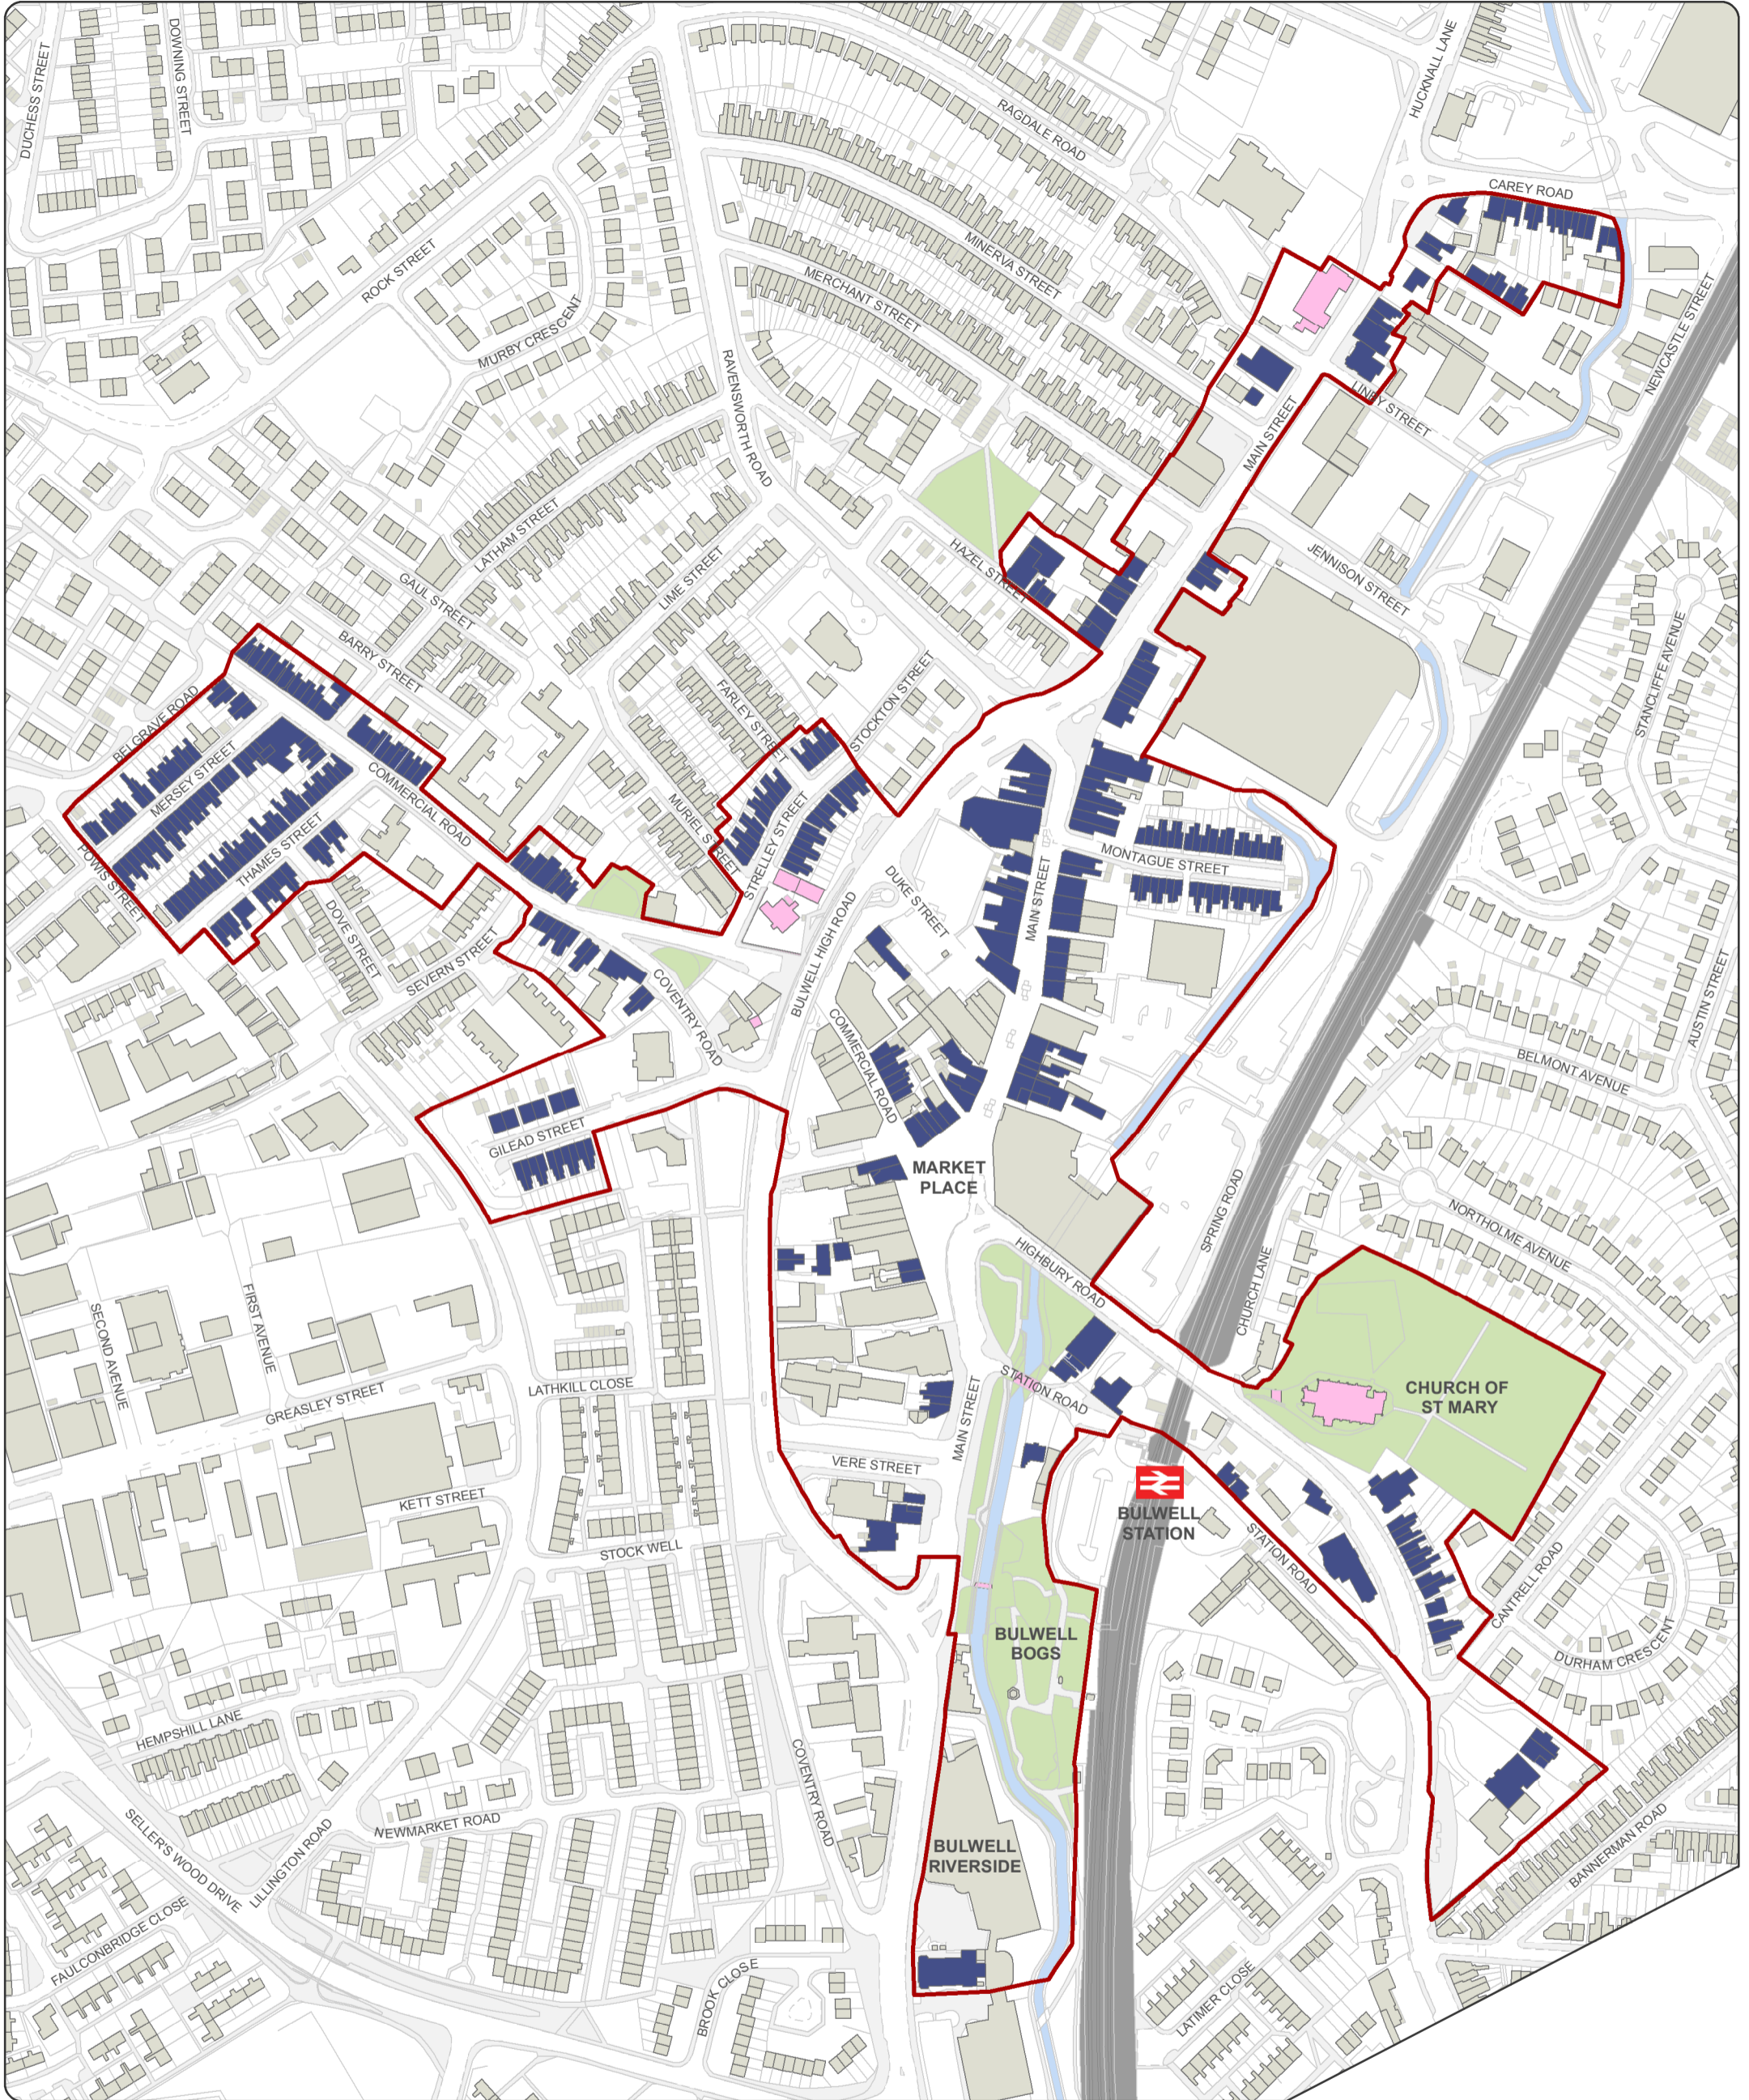 DUCHESS STREET
DOWNING STREET
HUCKNALL LANE
RAGDALE ROAD
CAREY ROAD
ROCK STREET
MINERVA STREET
MERCHANT STREET
MURBY CRESCENT
NEWCASTLE STREET
RAVENSWORTH ROAD
LINBY STREET
MAIN STREET
LATHAM STREET
HAZEL STREET
JENNISON STREET
GAUL STREET
LIME STREET
BARRY STREET
STANCLIFFE AVENUE
BELGRAVE ROAD
FARLEY STREET
STOCKTON STREET
MERSEY STREET
COMMERCIAL ROAD
MURIEL STREET
STRELLEY STREET
THAMES STREET
POWIS STREET
MONTAGUE STREET
DUKE STREET
MAIN STREET
DOVE STREET
SEVERN STREET
BULWELL HIGH ROAD
COVENTRY ROAD
AUSTIN STREET
COMMERCIAL ROAD
BELMONT AVENUE
GILEAD STREET
MARKET
PLACE
SPRING ROAD
NORTHOLME AVENUE
HIGHBURY ROAD
CHURCH LANE
SECOND AVENUE
FIRST AVENUE
LATHKILL CLOSE
STATION ROAD
CHURCH OF
ST MARY
GREASLEY STREET
MAIN STREET
VERE STREET
KETT STREET
BULWELL
STATION
STATION ROAD
STOCK WELL
CANTRELL ROAD
BULWELL
BOGS
DURHAM CRESCENT
HEMPSHILL LANE
COVENTRY ROAD
NEWMARKET ROAD
SELLER'S WOOD DRIVE
LILLINGTON ROAD
BULWELL
RIVERSIDE
BANNERMAN ROAD
FAULCONBRIDGE CLOSE
BROOK CLOSE
LATIMER CLOSE